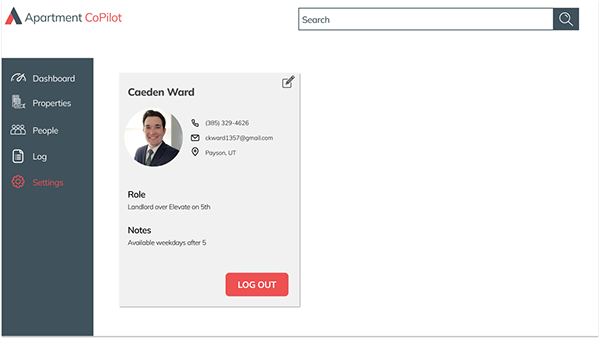 Apartment CoPilot
Search
Dashboard
Properties
People
Log
Settings
Caeden Ward
(385) 329-4626
ckward1357@gmail.com
Payson, UT
Role
Landlord over Elevate on 5th
Notes
Available weekdays after 5
LOG OUT